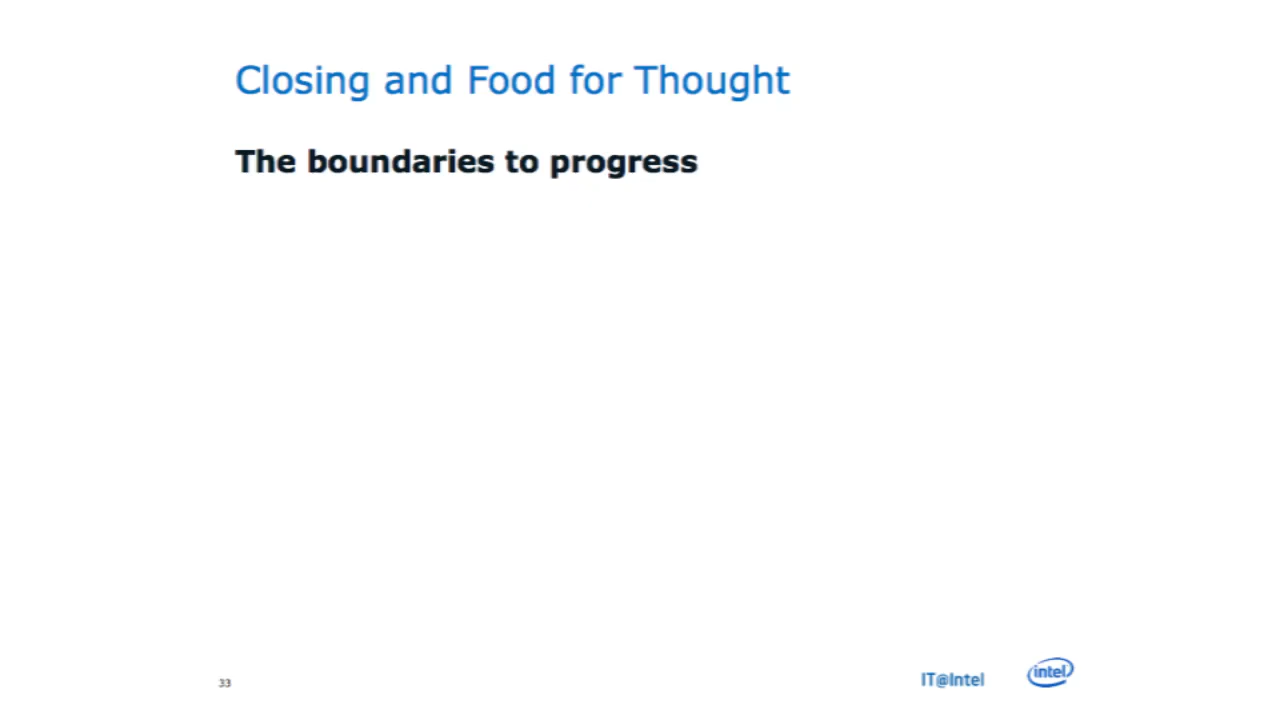 Closing and Food for Thought
The boundaries to progress
33
IT@Intel
intel